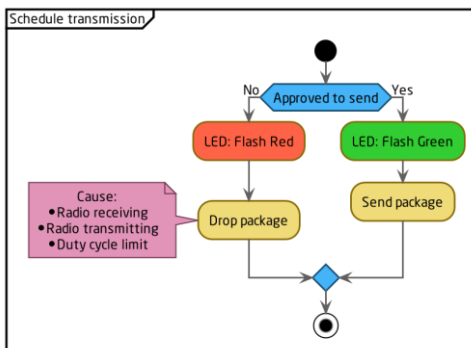 Schedule transmission
No
Approved to send
Yes
LED: Flash Red
LED: Flash Green
Cause:
•Radio receiving
•Radio transmitting
•Duty cycle limit
Drop package
Send package